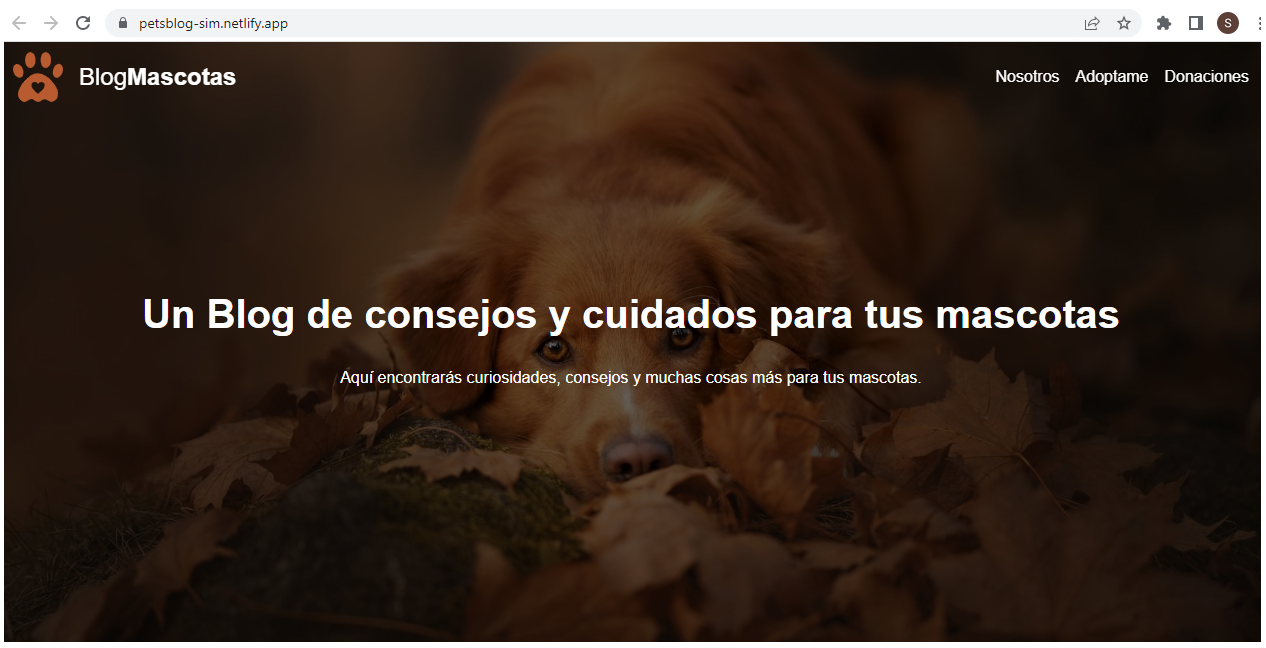 petsblog-sim.netlify.app
S
BlogMascotas
Nosotros Adoptame Donaciones
Un Blog de consejos y cuidados para tus mascotas
Aquí encontrarás curiosidades, consejos y muchas cosas más para tus mascotas.